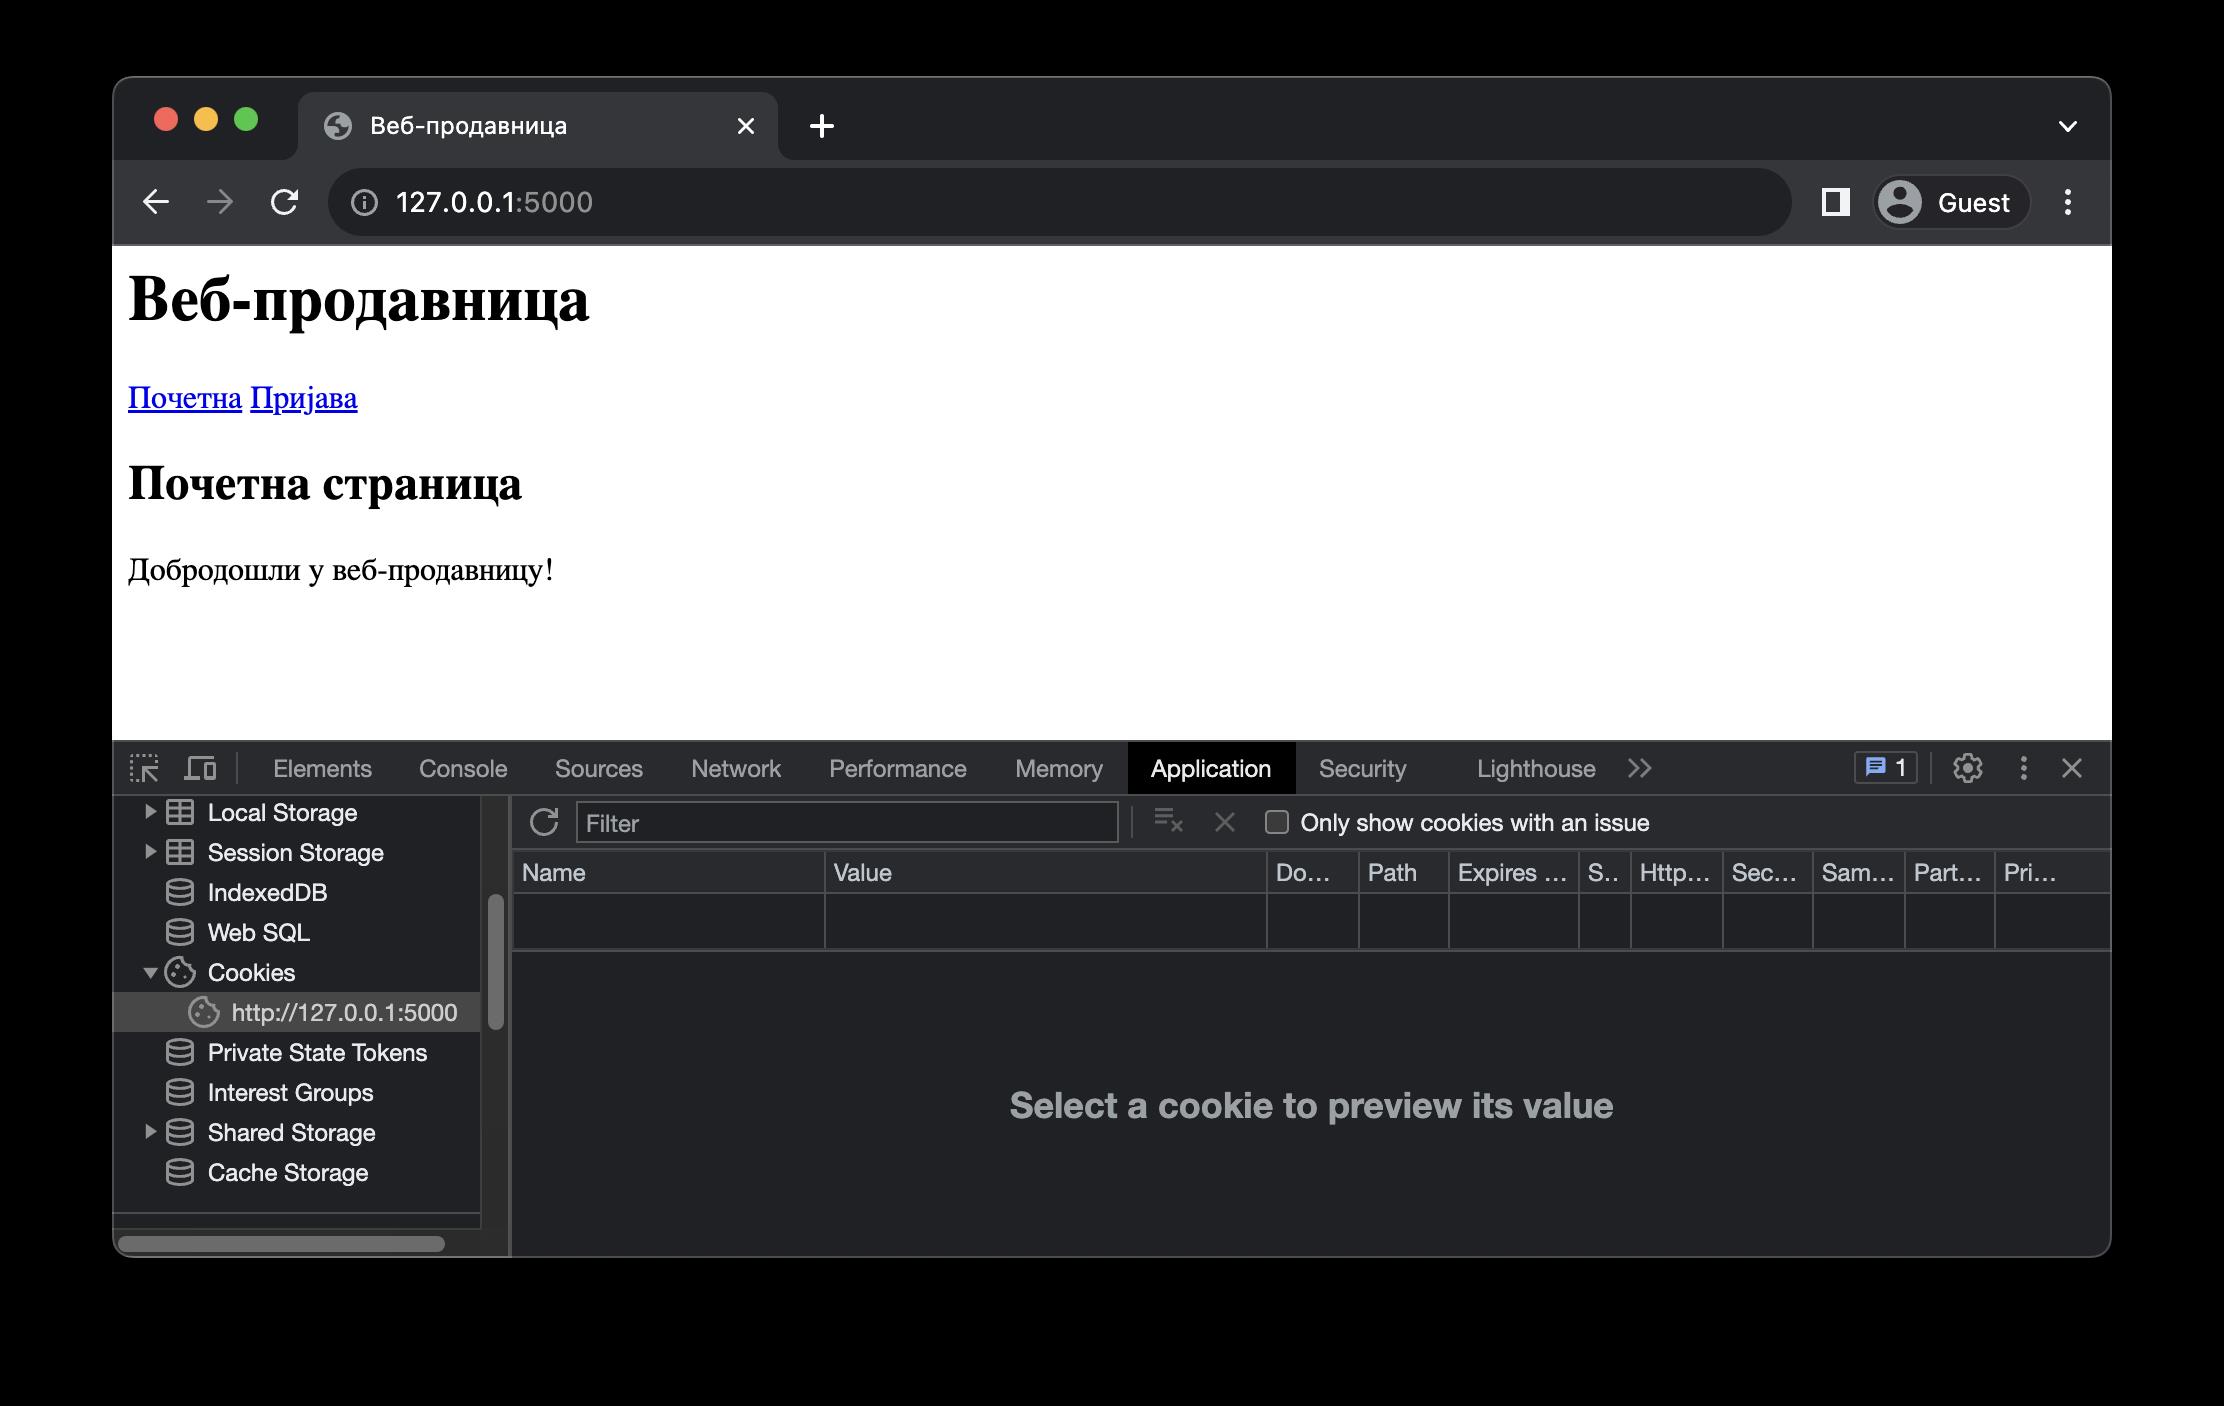 Веб-продавница
127.0.0.1:5000
Guest
Веб-продавница
Почетна Пријава
Почетна страница
Добродошли у веб-продавницу!
Elements Console Sources Network Performance Memory Application Security Lighthouse 1
Local Storage
Session Storage
IndexedDB
Web SQL
Cookies
http://127.0.0.1:5000
Private State Tokens
Interest Groups
Shared Storage
Cache Storage
Filter
Only show cookies with an issue
Name Value Do... Path Expires ... S.. Http... Sec... Sam... Part... Pri...
Select a cookie to preview its value